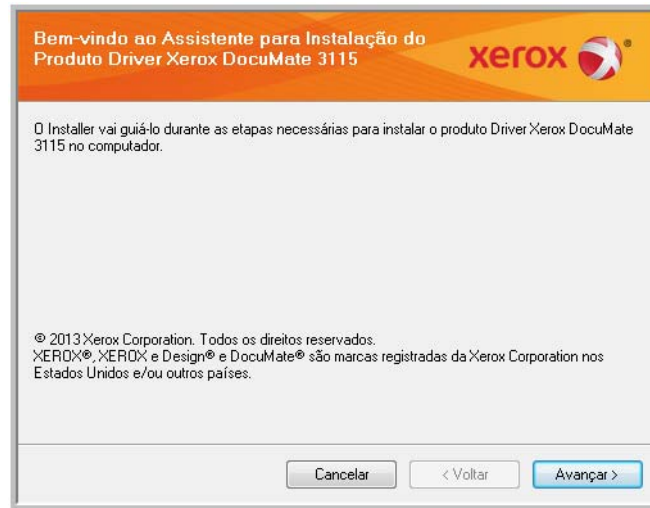 Bem-vindo ao Assistente para Instalação do
Produto Driver Xerox DocuMate 3115
xerox
O Installer vai guiá-lo durante as etapas necessárias para instalar o produto Driver Xerox DocuMate
3115 no computador.
© 2013 Xerox Corporation. Todos os direitos reservados.
XEROX®, XEROX e Design® e DocuMate® são marcas registradas da Xerox Corporation nos
Estados Unidos e/ou outros países.
Cancelar < Voltar Avançar >